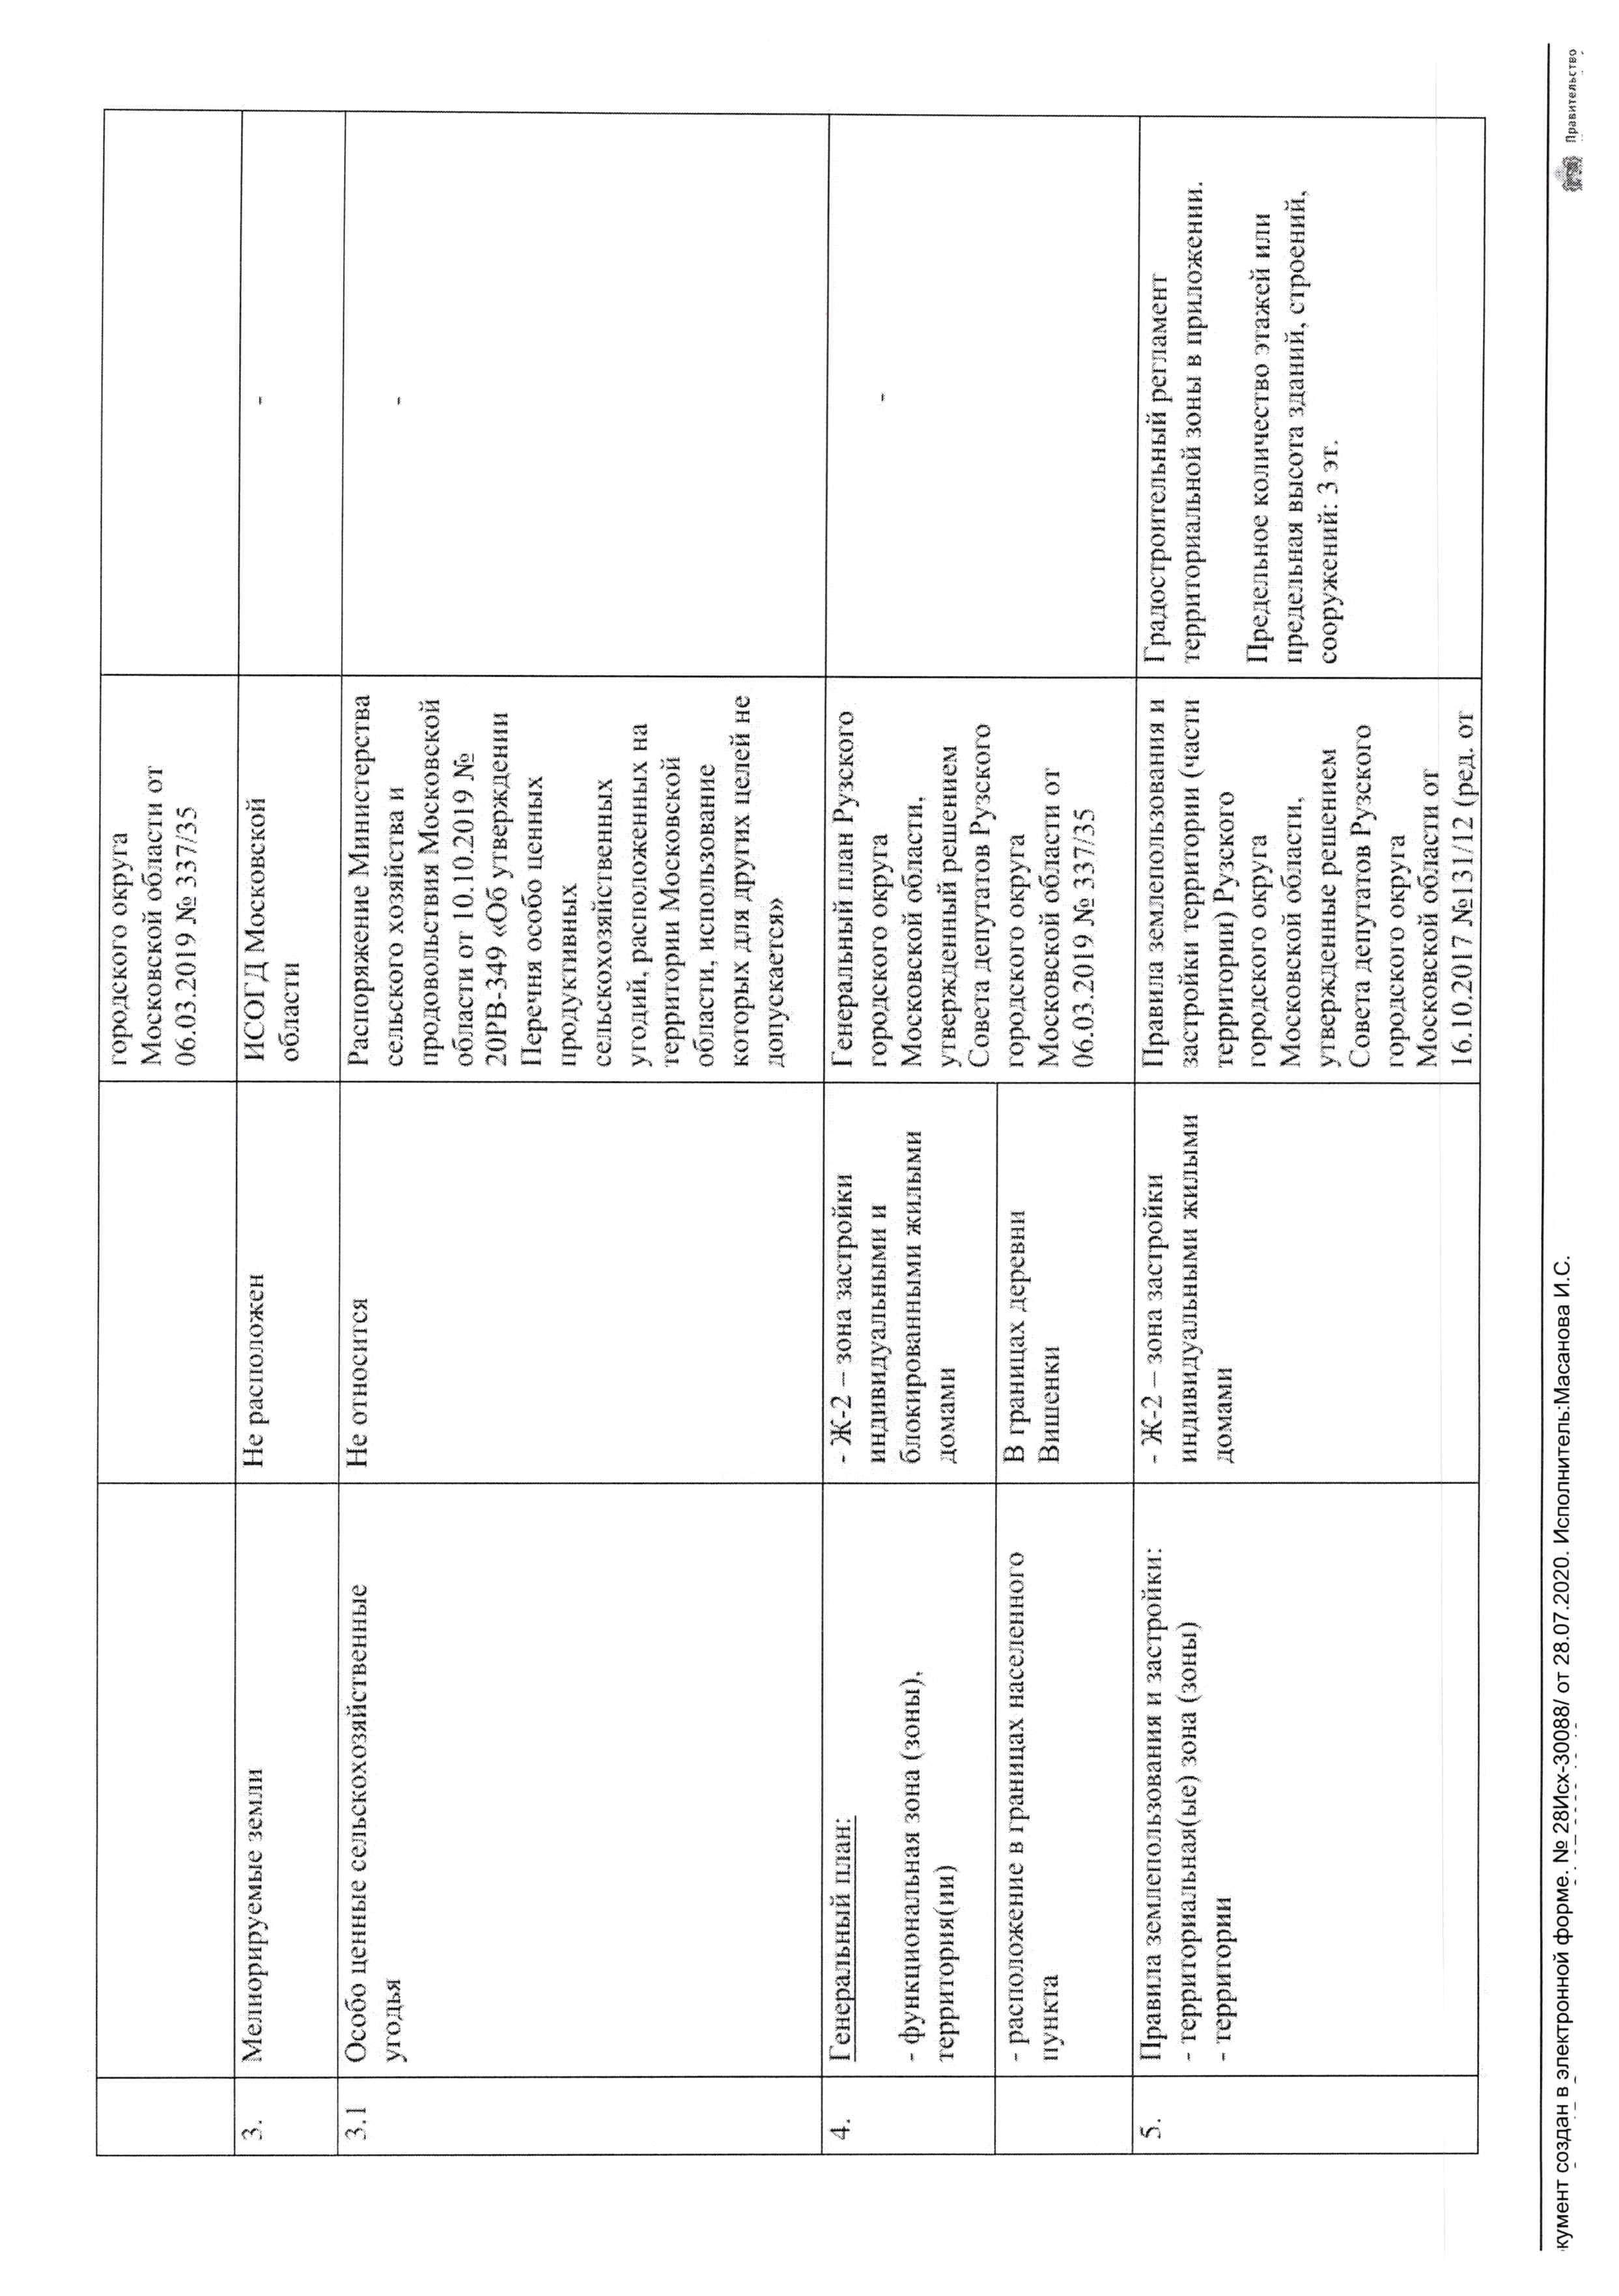 городского округа
Московской области от
06.03.2019 № 337/35
3.
Мелиорируемые земли
Не расположен
ИСОГД Московской
области
-
3.1
Особо ценные сельскохозяйственные
угодья
Не относится
Распоряжение Министерства
сельского хозяйства и
продовольствия Московской
области от 10.10.2019 №
20РВ-349 «Об утверждении
Перечня особо ценных
продуктивных
сельскохозяйственных
угодий, расположенных на
территории Московской
области, использование
которых для других целей не
допускается»
-
4.
Генеральный план:
- функциональная зона (зоны),
территория(ии)
- Ж-2 – зона застройки
индивидуальными и
блокированными жилыми
домами
Генеральный план Рузского
городского округа
Московской области,
утвержденный решением
Совета депутатов Рузского
городского округа
Московской области от
06.03.2019 № 337/35
-
- расположение в границах населенного
пункта
В границах деревни
Вишенки
5.
Правила землепользования и застройки:
- территориальная(ые) зона (зоны)
- территории
- Ж-2 – зона застройки
индивидуальными жилыми
домами
Правила землепользования и
застройки территории (части
территории) Рузского
городского округа
Московской области,
утвержденные решением
Совета депутатов Рузского
городского округа
Московской области от
16.10.2017 №131/12 (ред. от
Градостроительный регламент
территориальной зоны в приложении.
Предельное количество этажей или
предельная высота зданий, строений,
сооружений: 3 эт.
кумент создан в электронной форме. № 28Исх-30088/ от 28.07.2020. Исполнитель:Масанова И.С.
Правительство